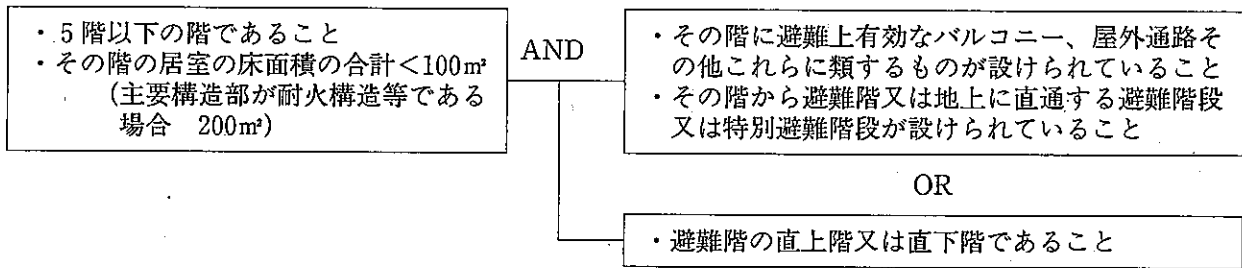 ・5階以下の階であること
・その階の居室の床面積の合計<100㎡
(主要構造部が耐火構造等である
場合 200㎡)
AND
・その階に避難上有効なバルコニー、屋外通路そ
の他これらに類するものが設けられていること
・その階から避難階又は地上に直通する避難階段
又は特別避難階段が設けられていること
OR
・避難階の直上階又は直下階であること